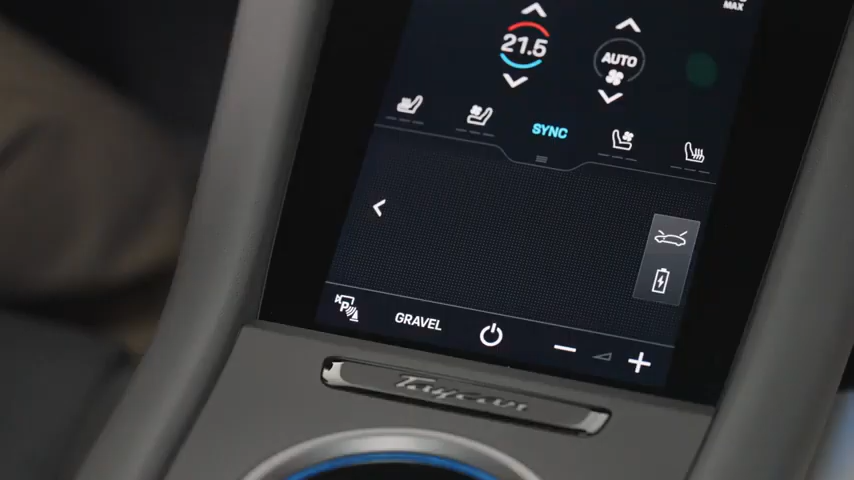 MAX
21.5
AUTO
SYNC
P
GRAVEL
Taycan